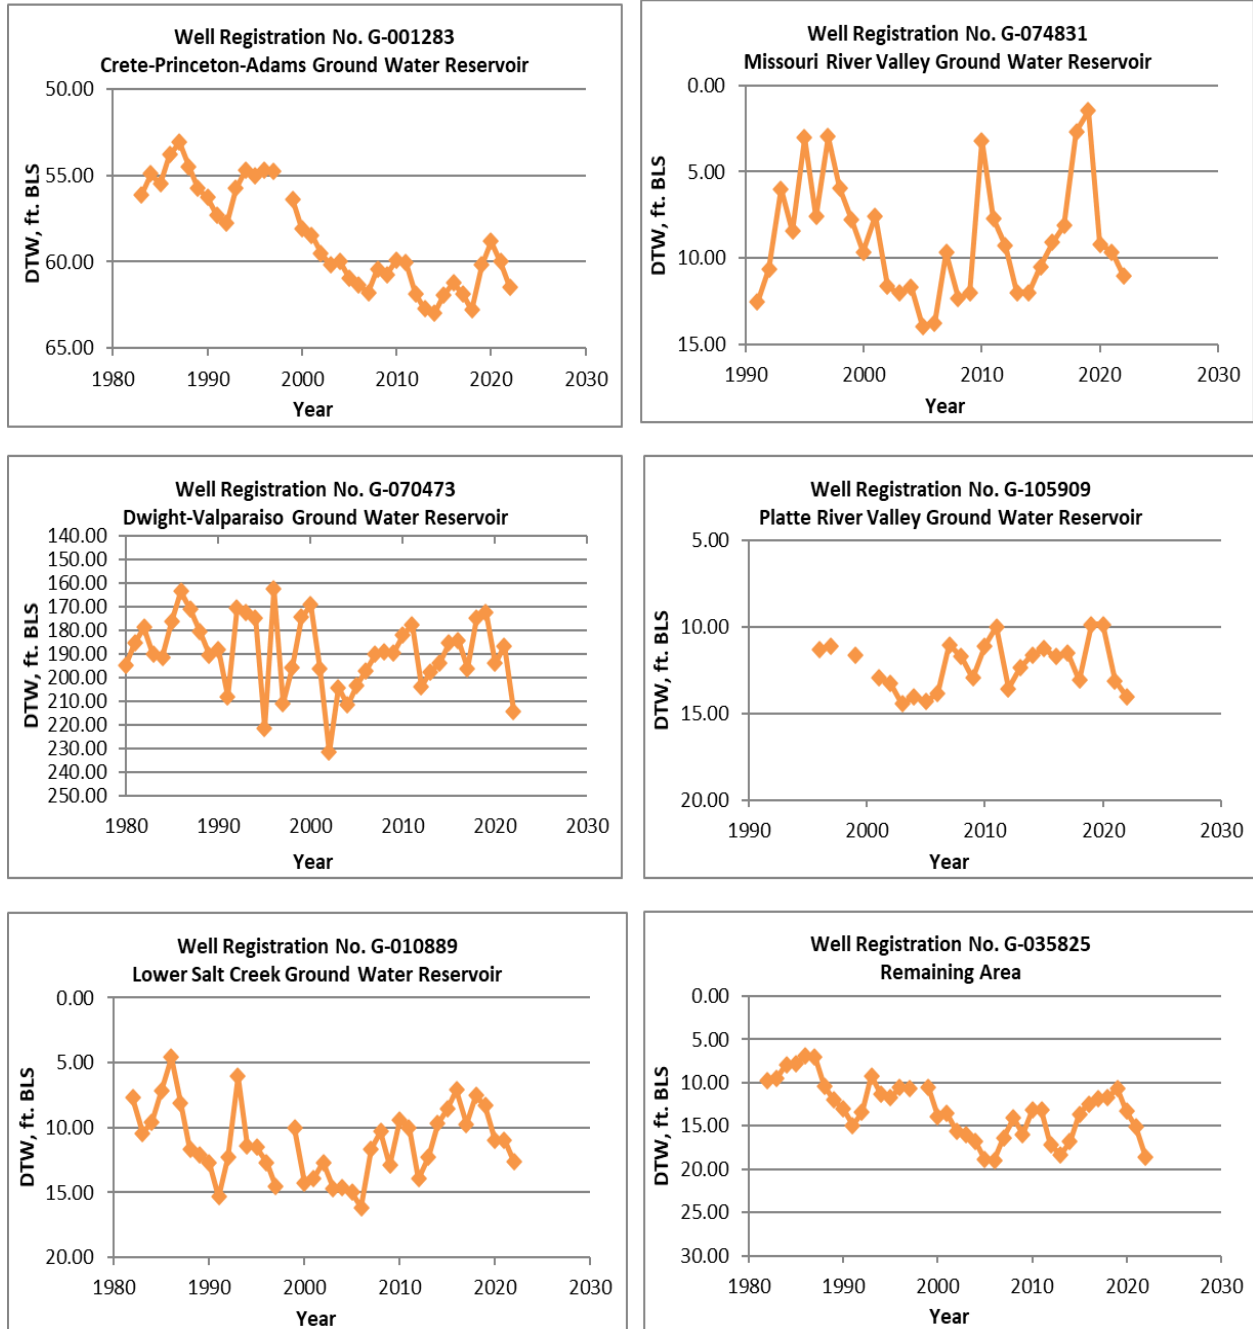 Well Registration No. G-001283
Crete-Princeton-Adams Ground Water Reservoir
50.00
55.00
60.00
65.00
DTW, ft. BLS
1980 1990 2000 2010 2020 2030
Year
Well Registration No. G-074831
Missouri River Valley Ground Water Reservoir
0.00
5.00
10.00
15.00
DTW, ft. BLS
1990 2000 2010 2020 2030
Year
Well Registration No. G-070473
Dwight-Valparaiso Ground Water Reservoir
140.00
150.00
160.00
170.00
180.00
190.00
200.00
210.00
220.00
230.00
240.00
250.00
DTW, ft. BLS
1980 1990 2000 2010 2020 2030
Year
Well Registration No. G-105909
Platte River Valley Ground Water Reservoir
5.00
10.00
15.00
20.00
DTW, ft. BLS
1990 2000 2010 2020 2030
Year
Well Registration No. G-010889
Lower Salt Creek Ground Water Reservoir
0.00
5.00
10.00
15.00
20.00
DTW, ft. BLS
1980 1990 2000 2010 2020 2030
Year
Well Registration No. G-035825
Remaining Area
0.00
5.00
10.00
15.00
20.00
25.00
30.00
DTW, ft. BLS
1980 1990 2000 2010 2020 2030
Year